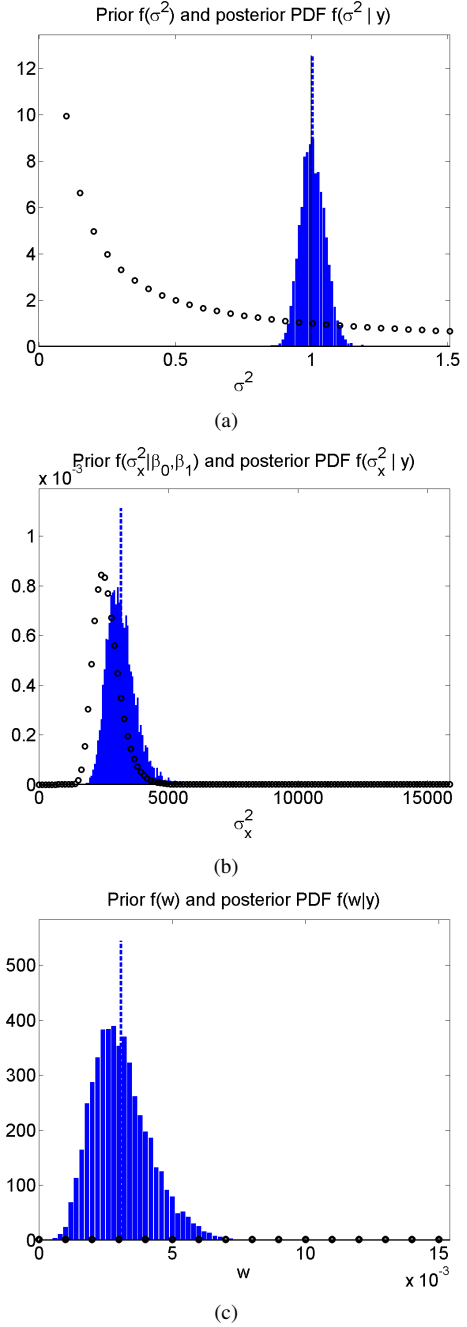 Prior f(σ²) and posterior PDF f(σ² | y)
12
10
8
6
4
2
0
0 0.5 1 1.5
σ²
(a)
Prior f(σₓ²|β₀,β₁) and posterior PDF f(σₓ² | y)
x 10⁻³
1
0.8
0.6
0.4
0.2
0
0 5000 10000 15000
σₓ²
(b)
Prior f(w) and posterior PDF f(w|y)
500
400
300
200
100
0
0 5 10 15
w
x 10⁻³
(c)